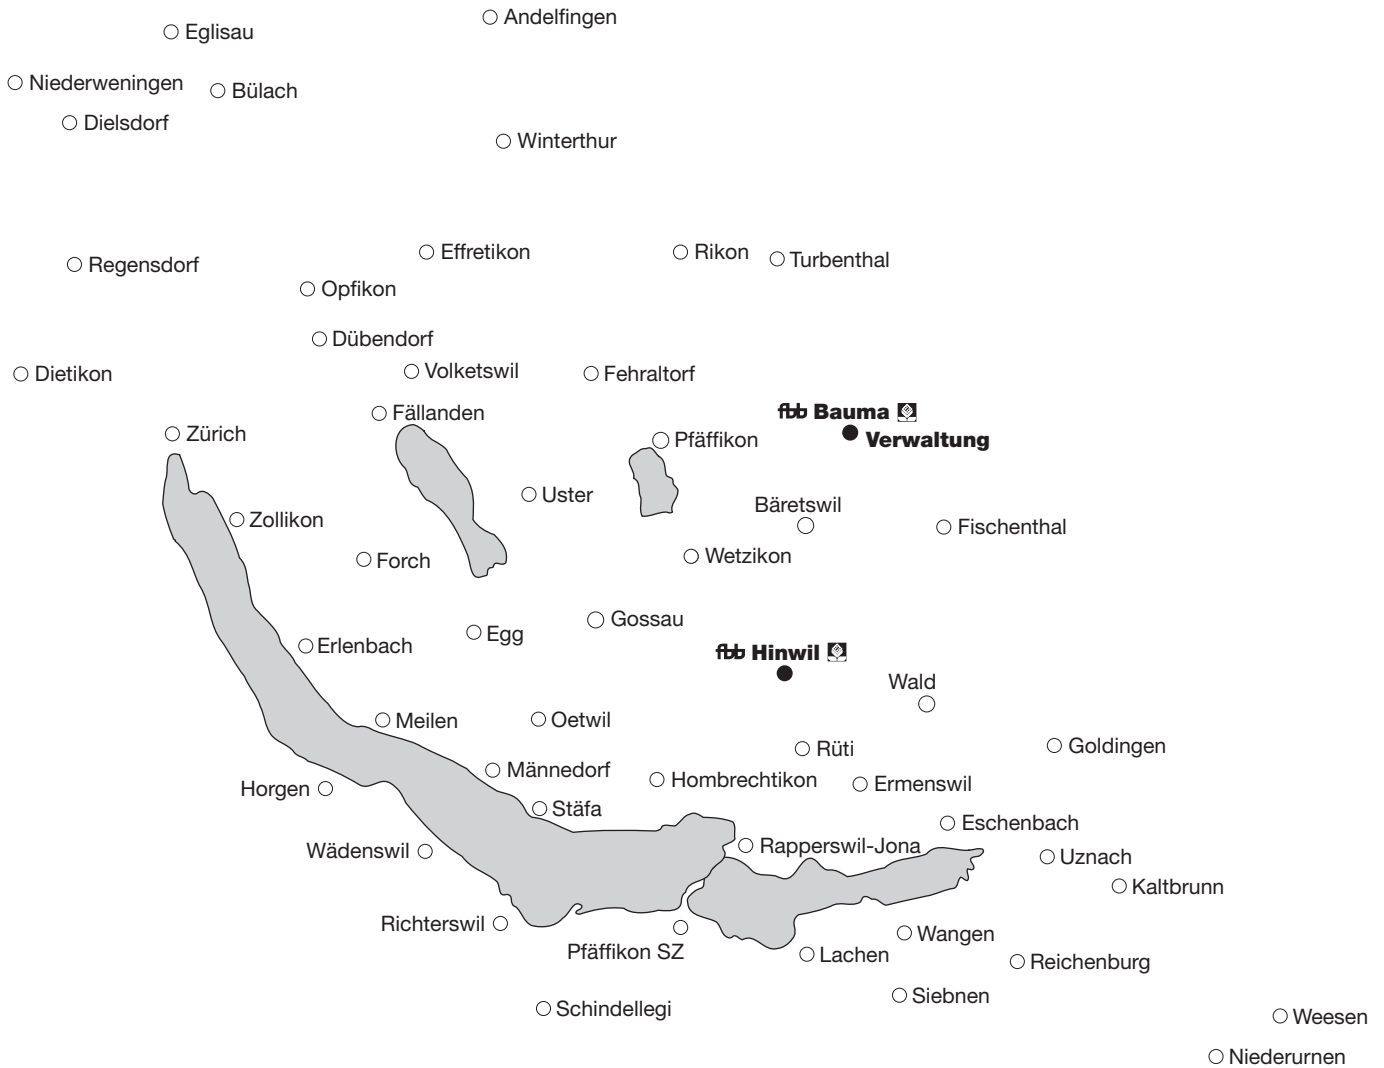 Andelfingen
Eglisau
Niederweningen
Bülach
Dielsdorf
Winterthur
Effretikon
Rikon
Turbenthal
Regensdorf
Opfikon
Dübendorf
Volketswil
Dietikon
Fehraltorf
fbb Bauma
Fällanden
Zürich
Pfäffikon
Verwaltung
Uster
Bäretswil
Zollikon
Fischenthal
Forch
Wetzikon
Gossau
Egg
Erlenbach
fbb Hinwil
Wald
Meilen
Oetwil
Rüti
Goldingen
Männedorf
Hombrechtikon
Ermenswil
Horgen
Stäfa
Eschenbach
Wädenswil
Rapperswil-Jona
Uznach
Kaltbrunn
Richterswil
Wangen
Pfäffikon SZ
Lachen
Reichenburg
Siebnen
Schindellegi
Weesen
Niederurnen